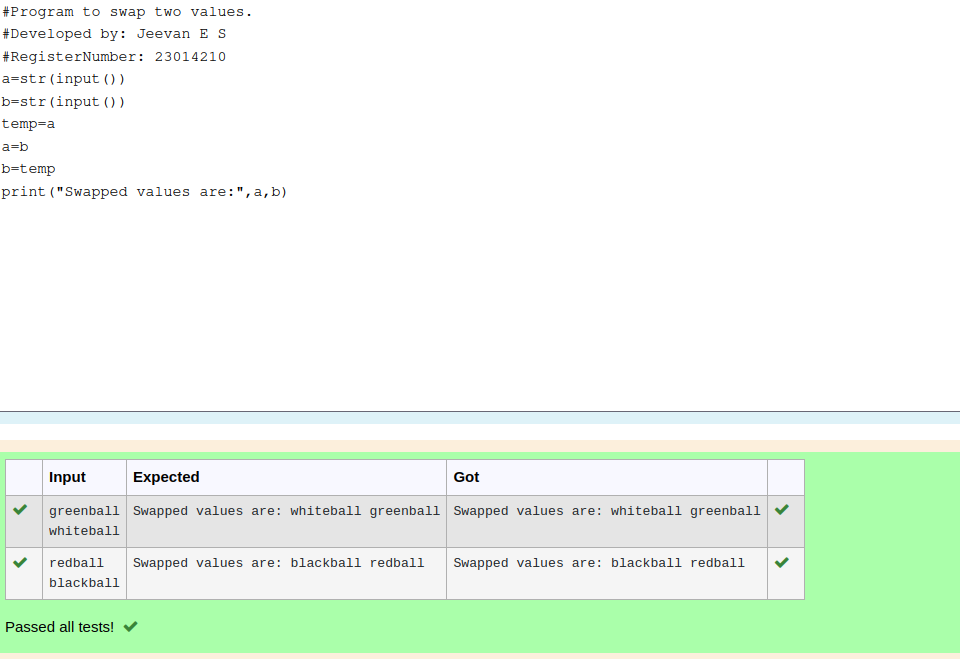 #Program to swap two values.
#Developed by: Jeevan E S
#RegisterNumber: 23014210
a=str(input())
b=str(input())
temp=a
a=b
b=temp
print("Swapped values are:",a,b)
Input Expected Got
greenball Swapped values are: whiteball greenball Swapped values are: whiteball greenball
whiteball
redball Swapped values are: blackball redball Swapped values are: blackball redball
blackball
Passed all tests!